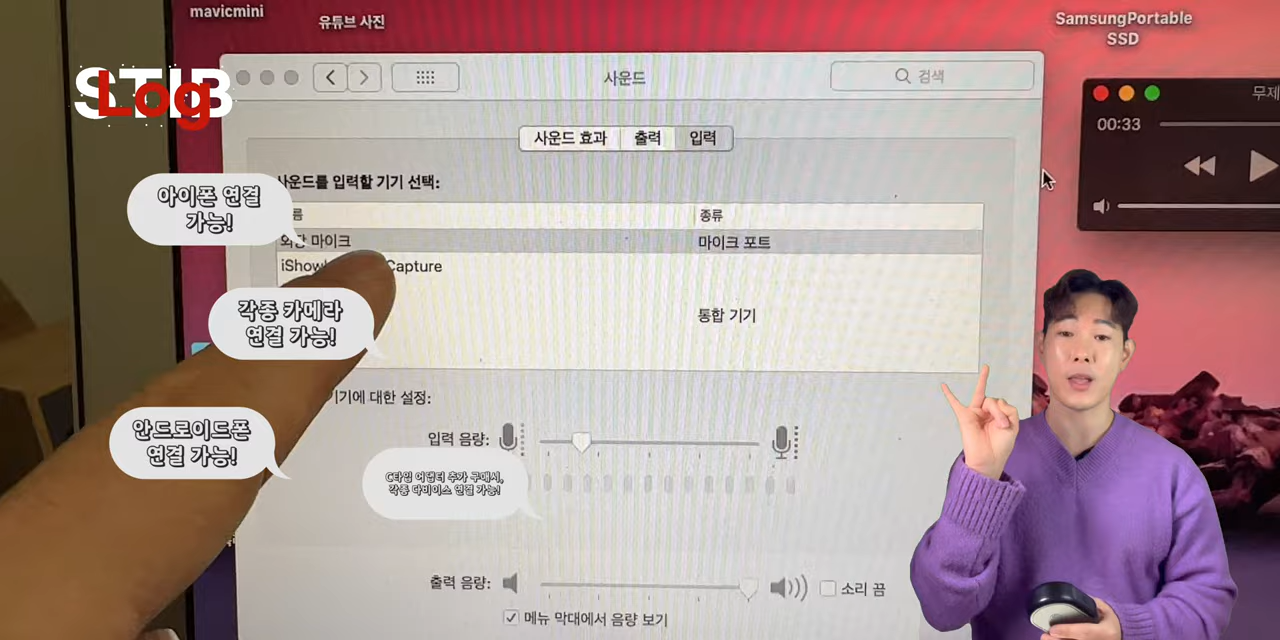 mavicmini
유튜브 사진
SamsungPortable
SSD
STIB
Log
사운드
검색
무제
00:33
사운드 효과
출력
입력
사운드를 입력할 기기 선택:
종류
마이크
마이크 포트
Capture
통합 기기
아이폰 연결
가능!
각종 카메라
연결 가능!
안드로이드폰
연결 가능!
기기에 대한 설정:
입력 음량:
C타입 어댑터 추가 구매시,
각종 디바이스 연결 가능!
출력 음량:
소리 끔
메뉴 막대에서 음량 보기